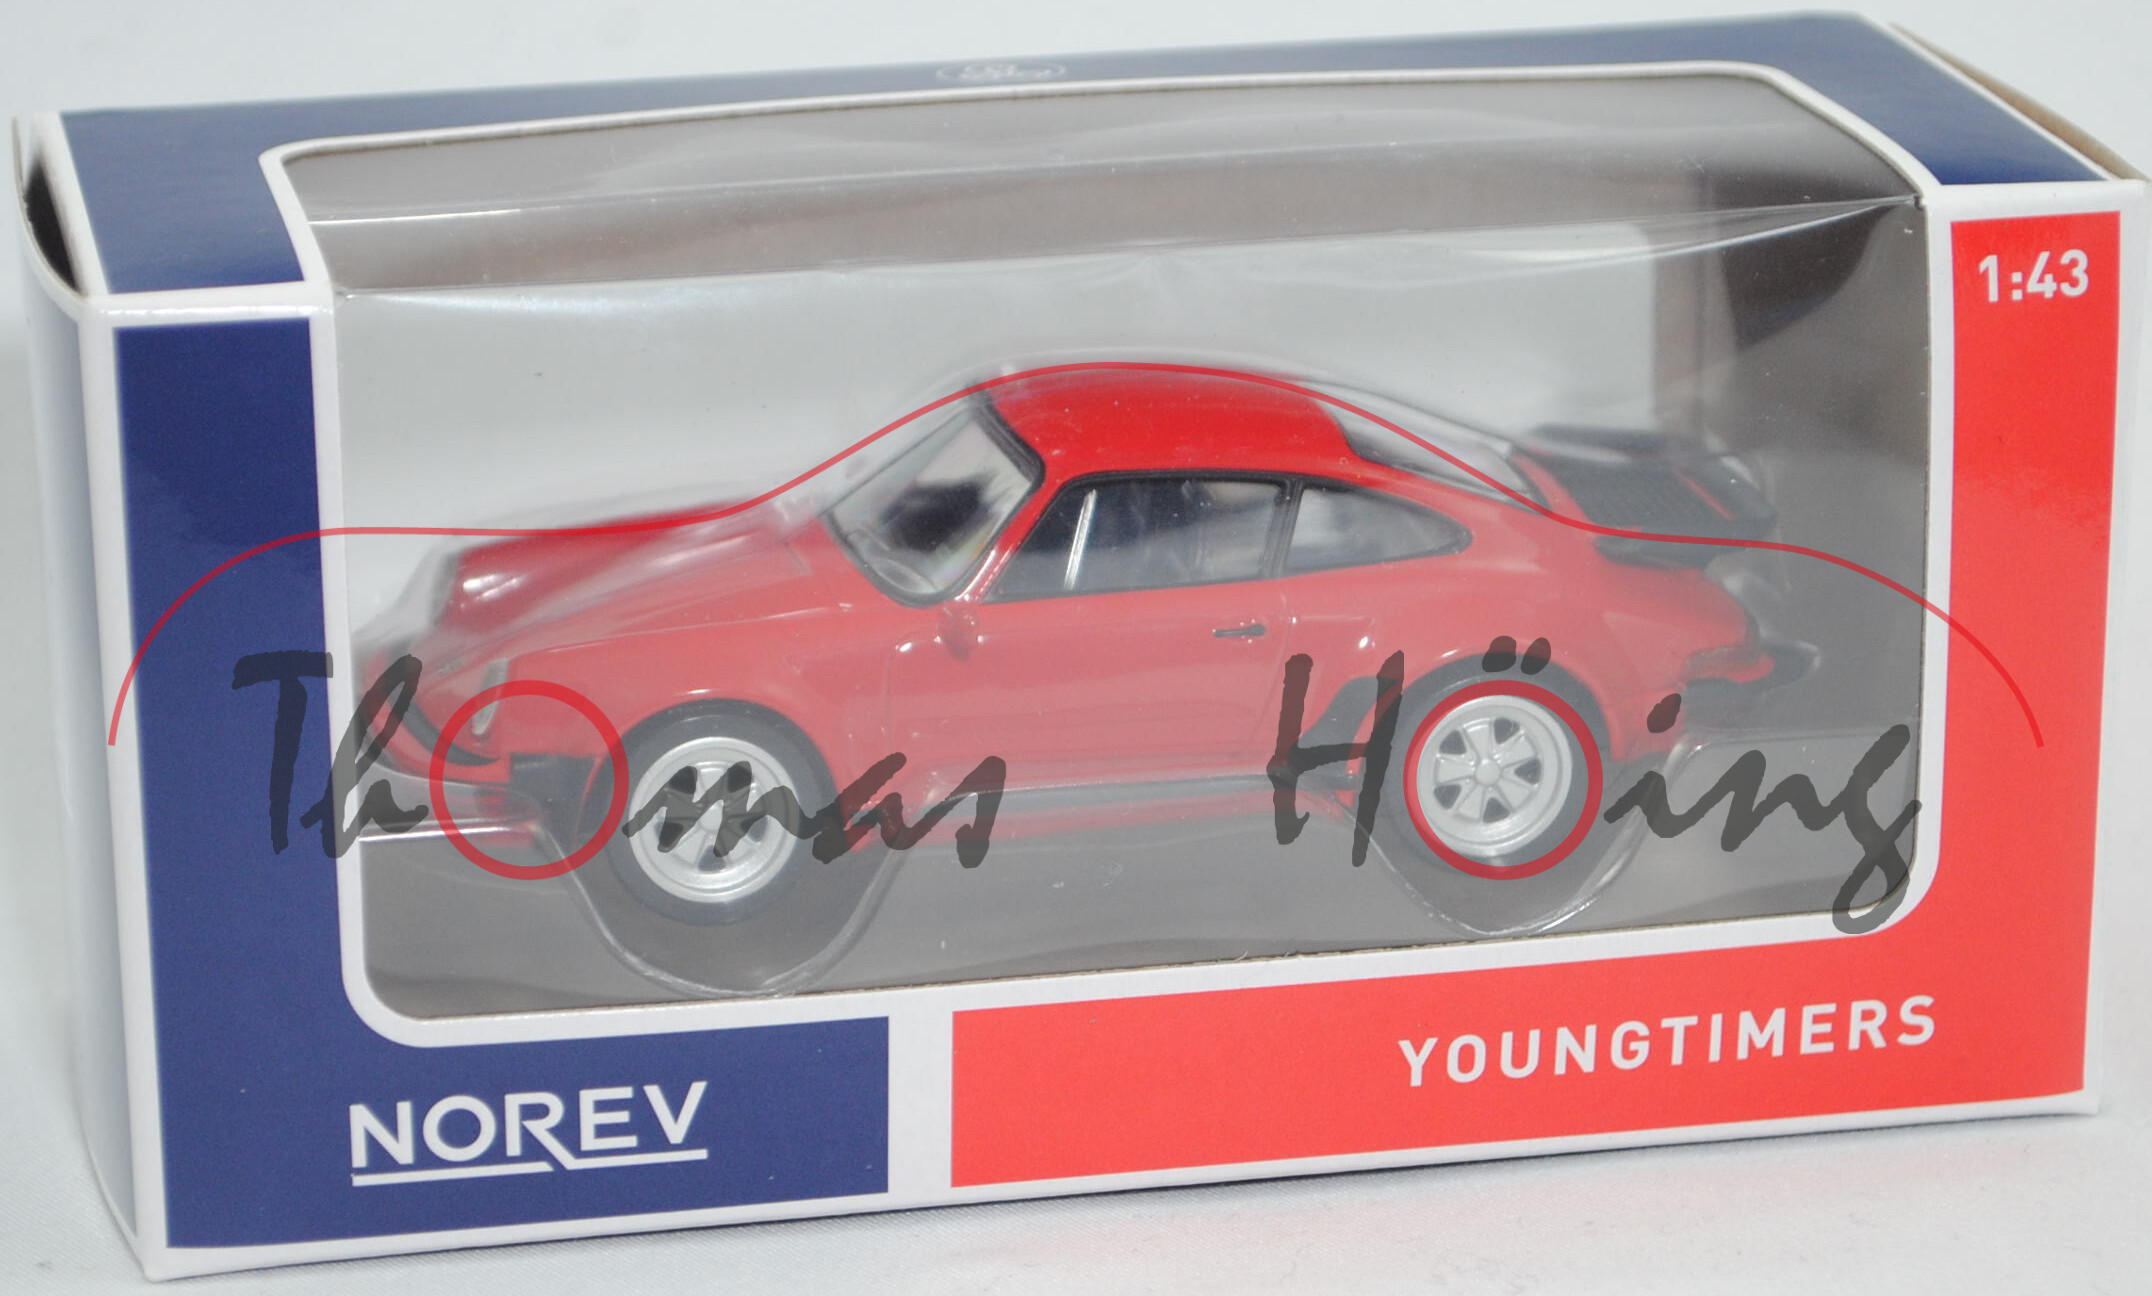 1:43
Thomas Höing
YOUNGTIMERS
NOREV